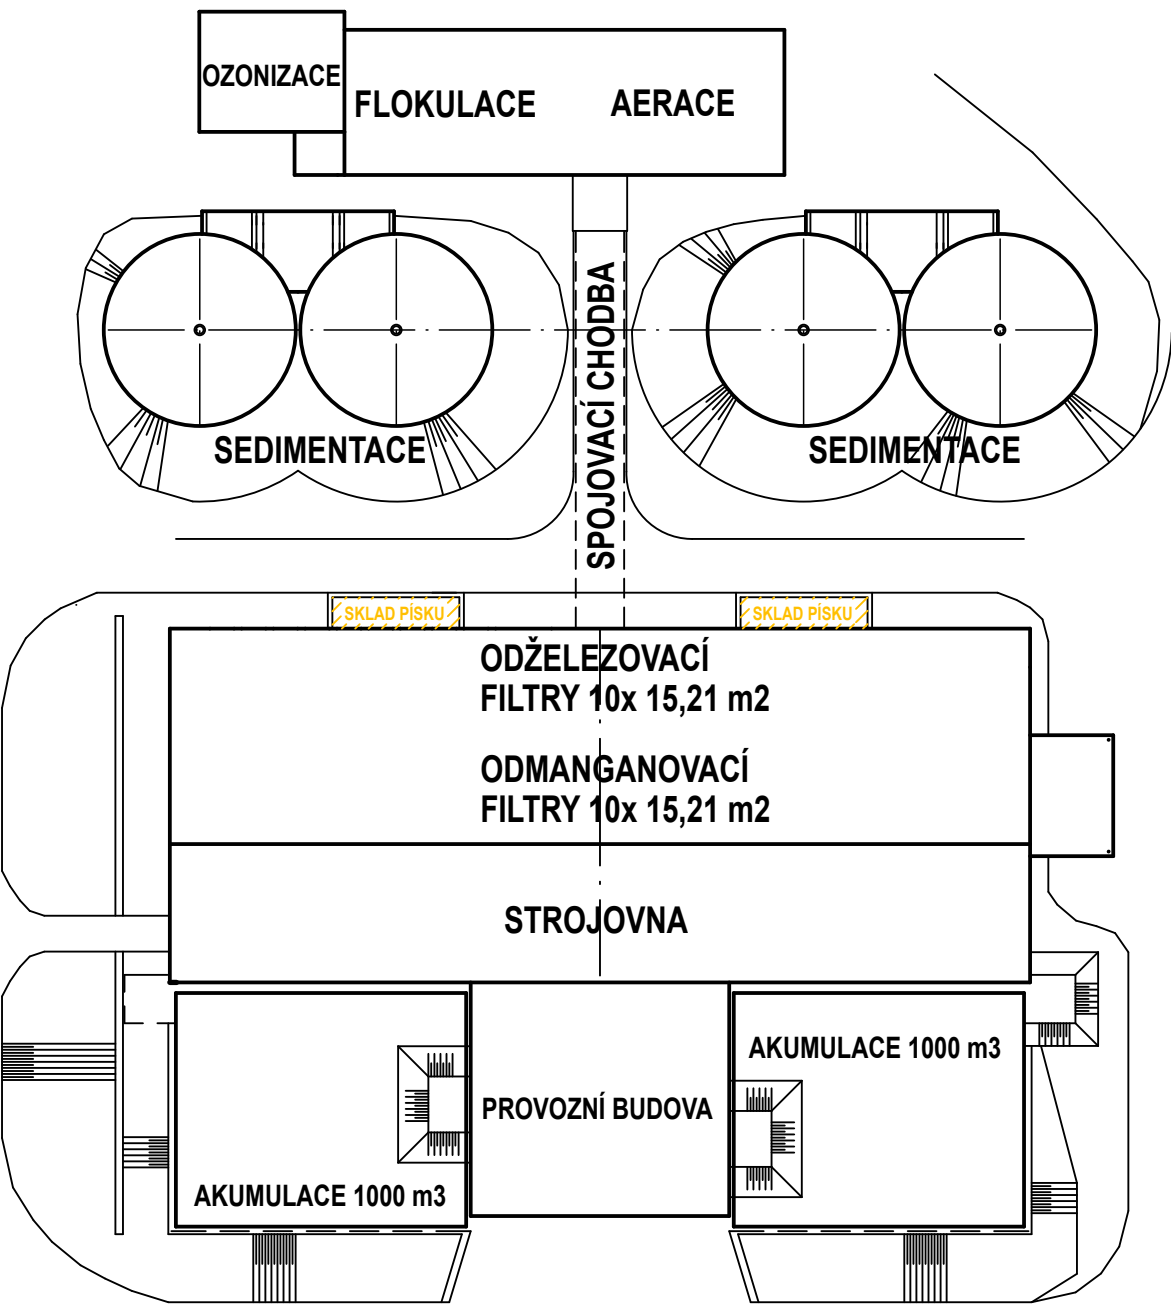 OZONIZACE
FLOKULACE
AERACE
SPOJOVACÍ CHODBA
SEDIMENTACE
SEDIMENTACE
SKLAD PÍSKU
SKLAD PÍSKU
ODŽELEZOVACÍ
FILTRY 10x 15,21 m2
ODMANGANOVACÍ
FILTRY 10x 15,21 m2
STROJOVNA
AKUMULACE 1000 m3
PROVOZNÍ BUDOVA
AKUMULACE 1000 m3